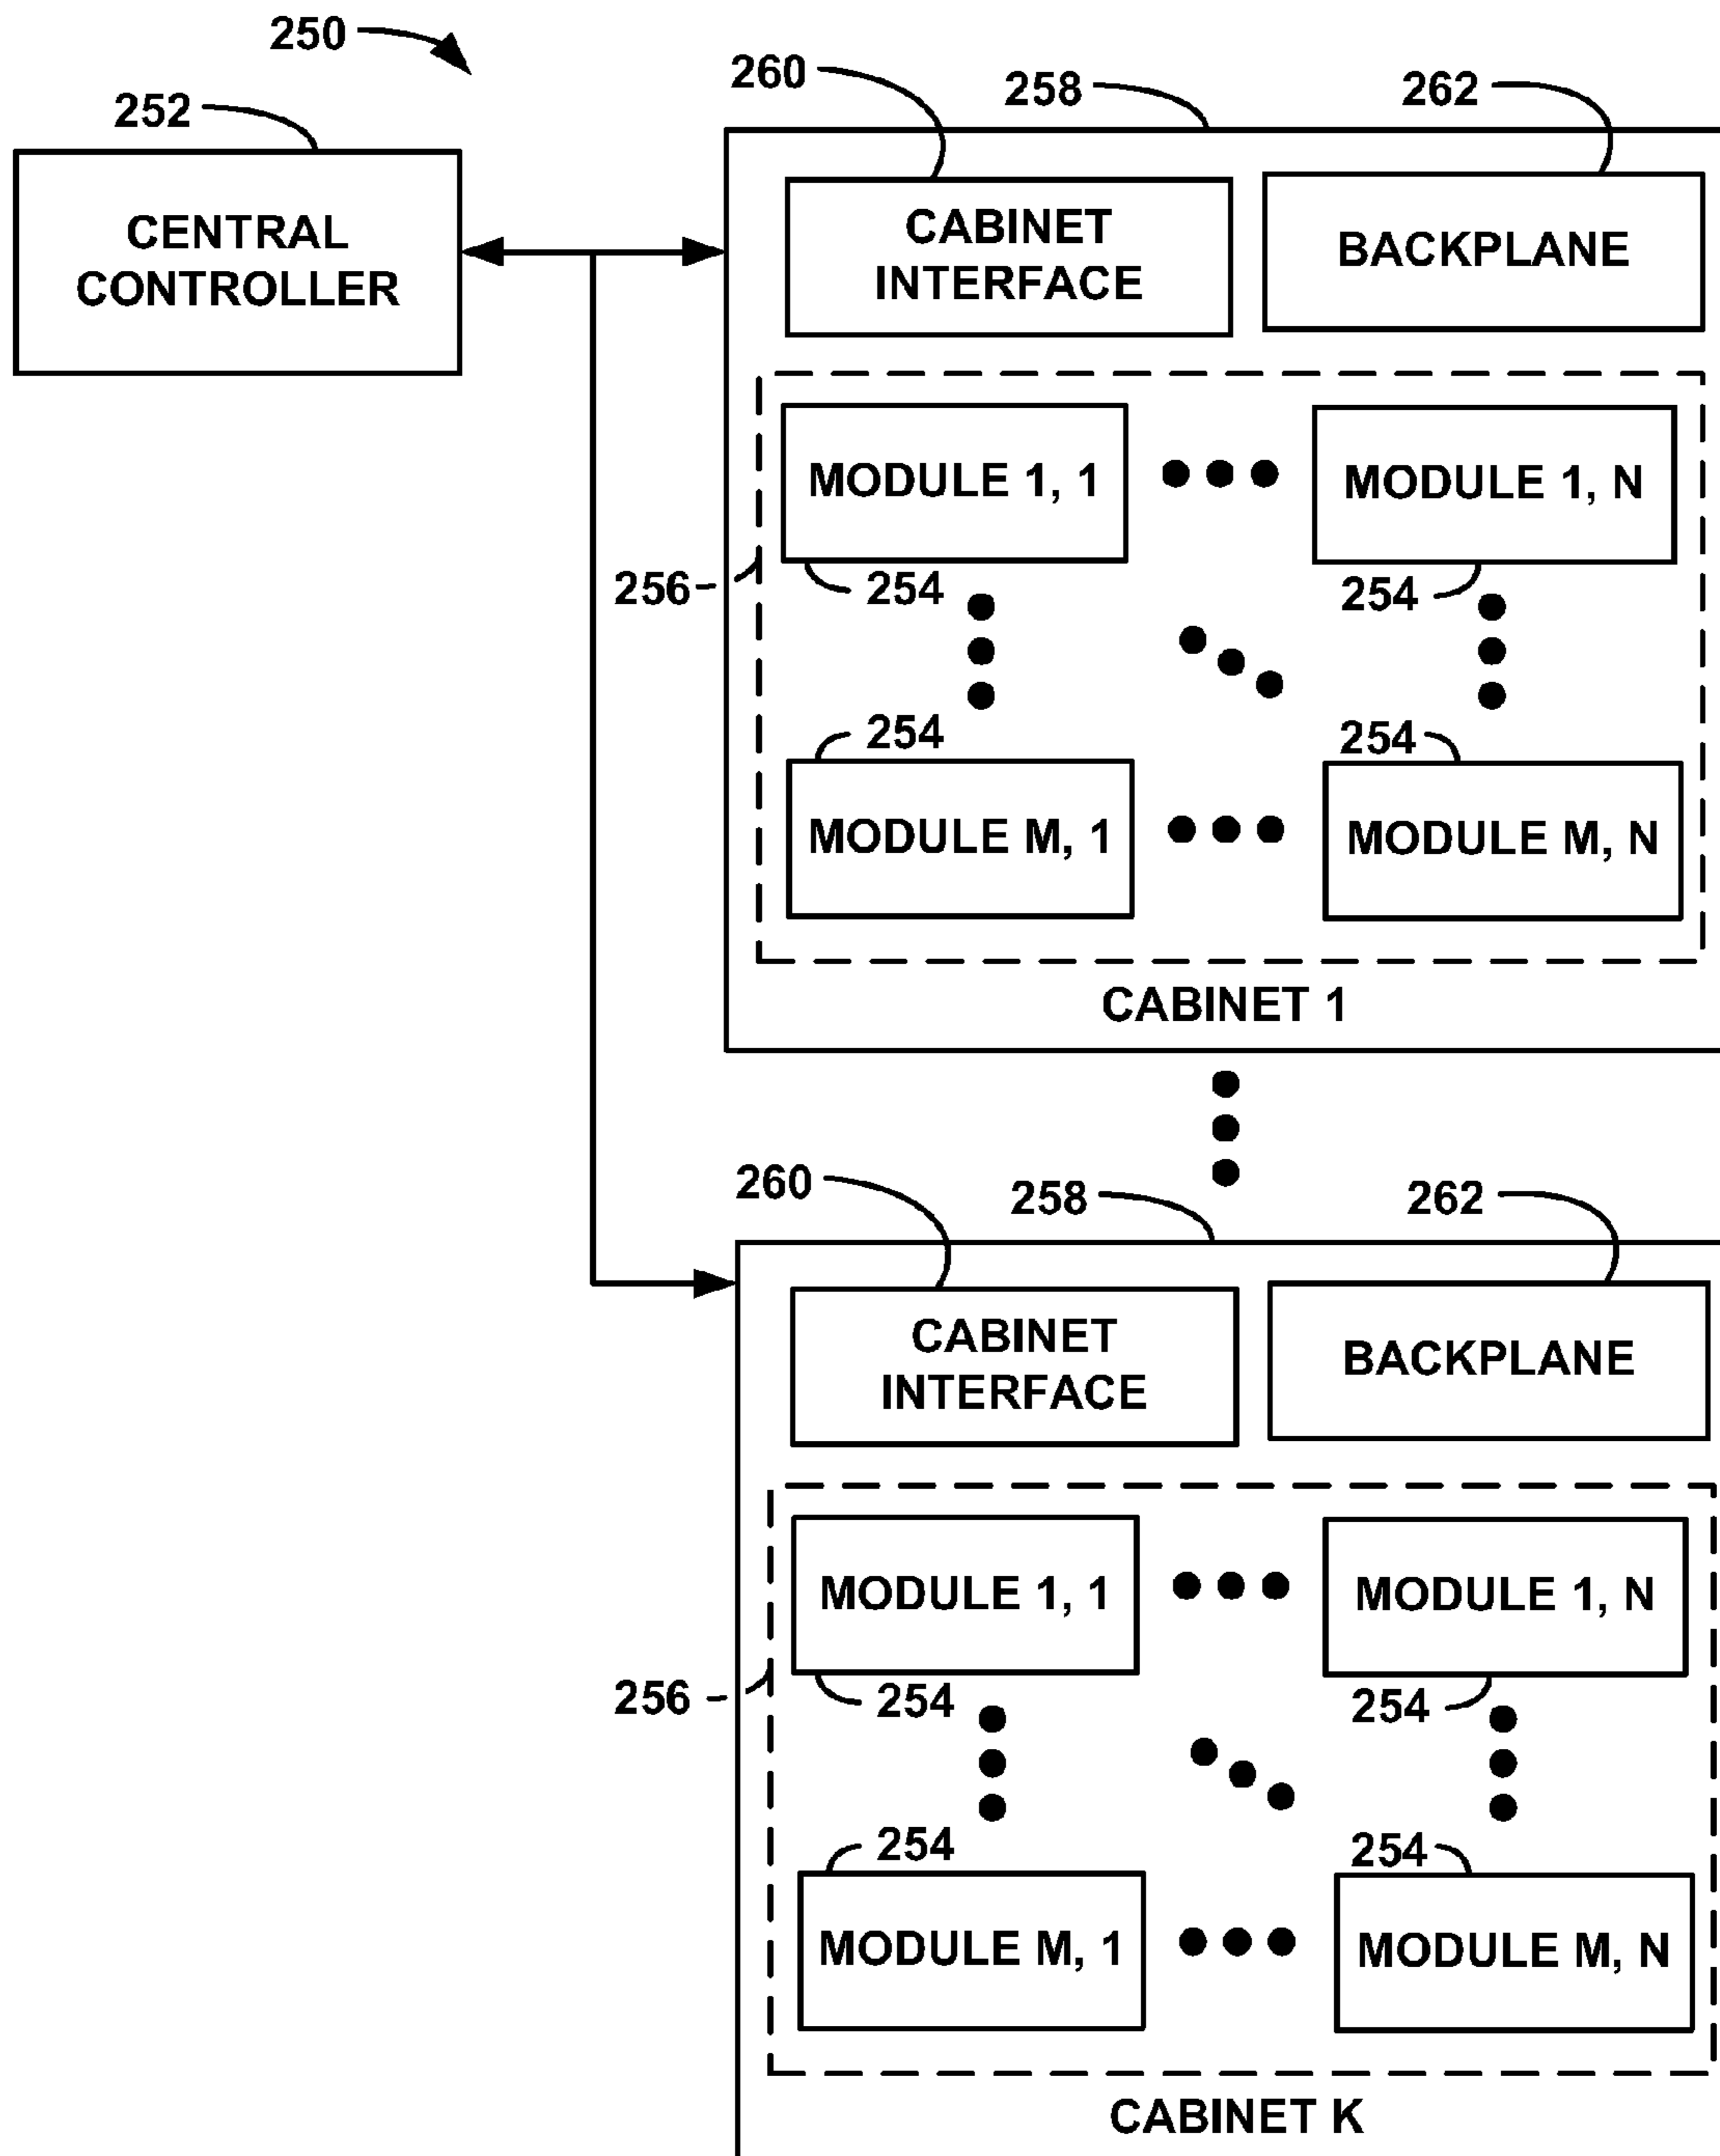 250
252
260
258
262
CENTRAL
CONTROLLER
CABINET
INTERFACE
BACKPLANE
MODULE 1, 1
MODULE 1, N
256
254
254
254
254
MODULE M, 1
MODULE M, N
CABINET 1
260
258
262
CABINET
INTERFACE
BACKPLANE
MODULE 1, 1
MODULE 1, N
256
254
254
254
254
MODULE M, 1
MODULE M, N
CABINET K